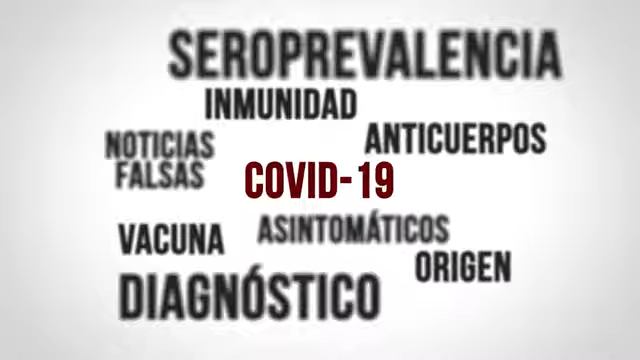 SEROPREVALENCIA
INMUNIDAD
ANTICUERPOS
NOTICIAS
FALSAS
COVID-19
VACUNA
ASINTOMÁTICOS
ORIGEN
DIAGNÓSTICO